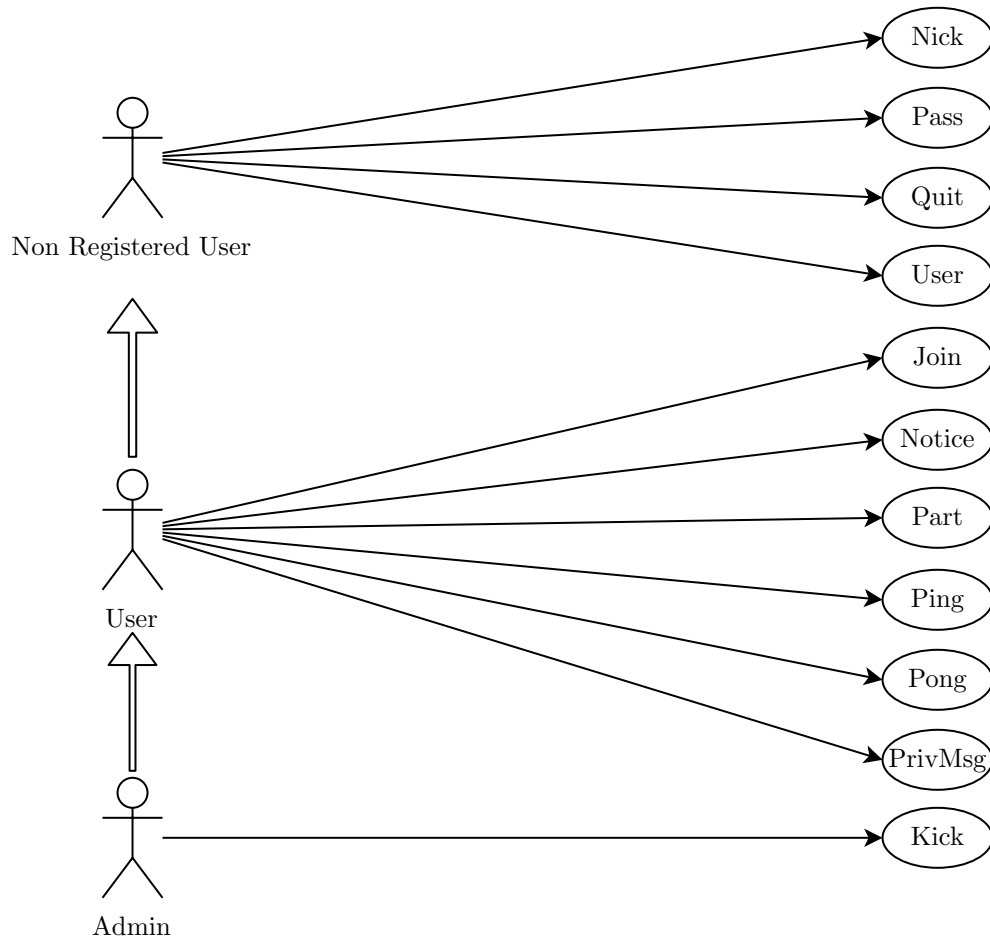 Nick
Pass
Quit
Non Registered User
User
Join
Notice
Part
Ping
User
Pong
PrivMsg
Kick
Admin